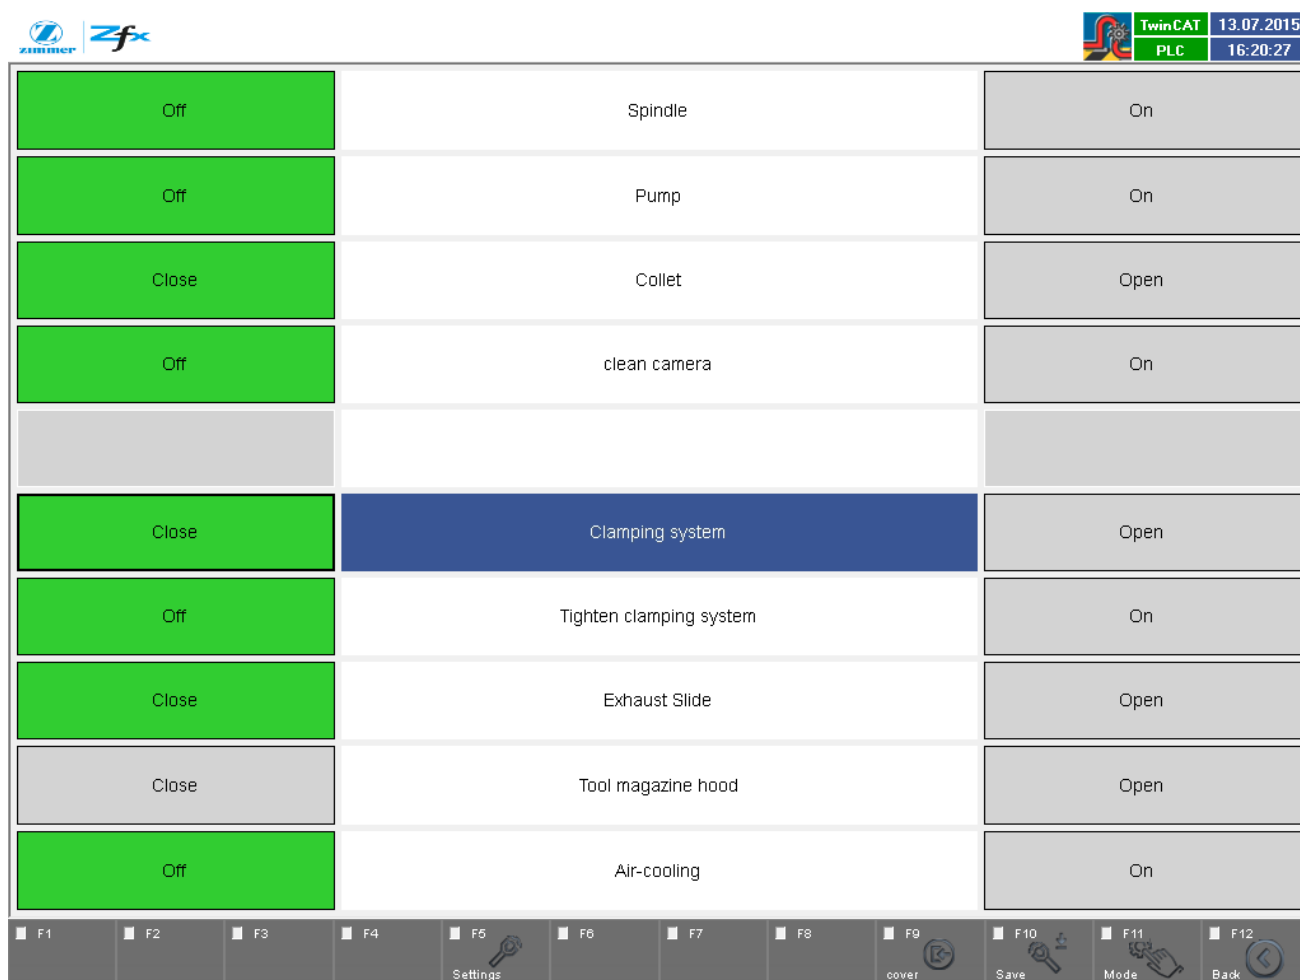 zimmer Zfx TwinCAT 13.07.2015
PLC 16:20:27
Off Spindle On
Off Pump On
Close Collet Open
Off clean camera On
Close Clamping system Open
Off Tighten clamping system On
Close Exhaust Slide Open
Close Tool magazine hood Open
Off Air-cooling On
F1 F2 F3 F4 F5 F6 F7 F8 F9 F10 F11 F12
Settings cover Save Mode Back